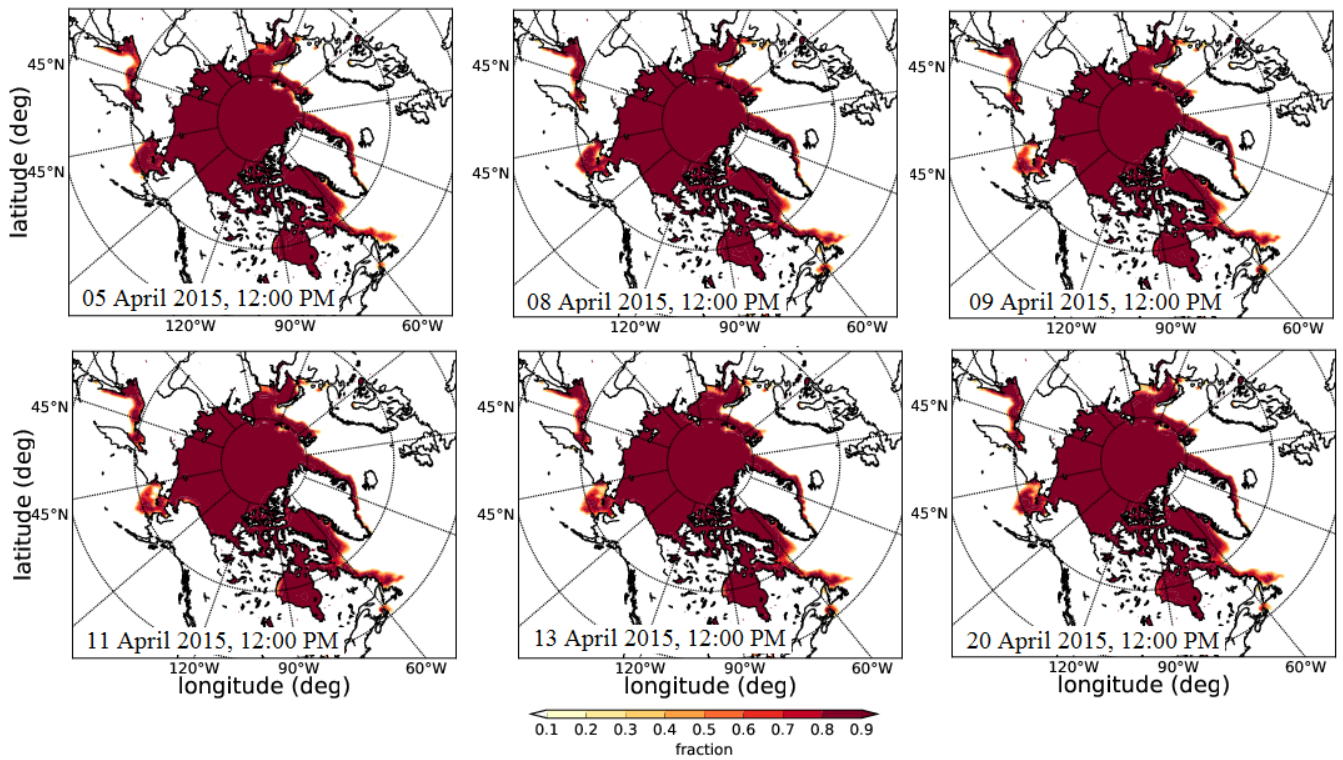 latitude (deg)
45°N
45°N
05 April 2015, 12:00 PM
120°W 90°W 60°W
45°N
45°N
08 April 2015, 12:00 PM
120°W 90°W 60°W
45°N
45°N
09 April 2015, 12:00 PM
120°W 90°W 60°W
latitude (deg)
45°N
45°N
11 April 2015, 12:00 PM
120°W 90°W 60°W
longitude (deg)
45°N
45°N
13 April 2015, 12:00 PM
120°W 90°W 60°W
longitude (deg)
45°N
45°N
20 April 2015, 12:00 PM
120°W 90°W 60°W
longitude (deg)
0.1 0.2 0.3 0.4 0.5 0.6 0.7 0.8 0.9
fraction